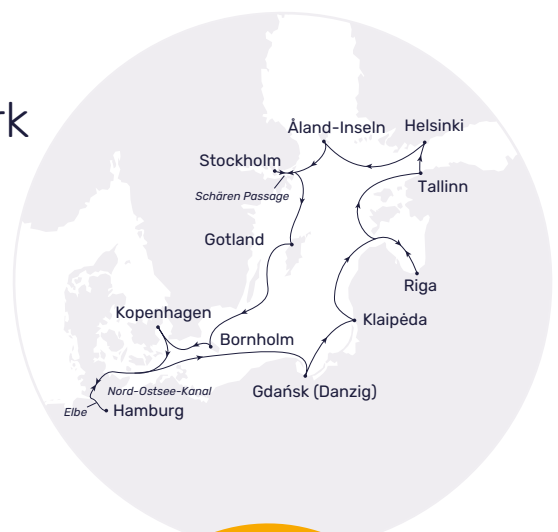 rk
Åland-Inseln
Helsinki
Stockholm
Schären Passage
Tallinn
Gotland
Riga
Kopenhagen
Klaipėda
Bornholm
Nord-Ostsee-Kanal
Gdańsk (Danzig)
Elbe
Hamburg